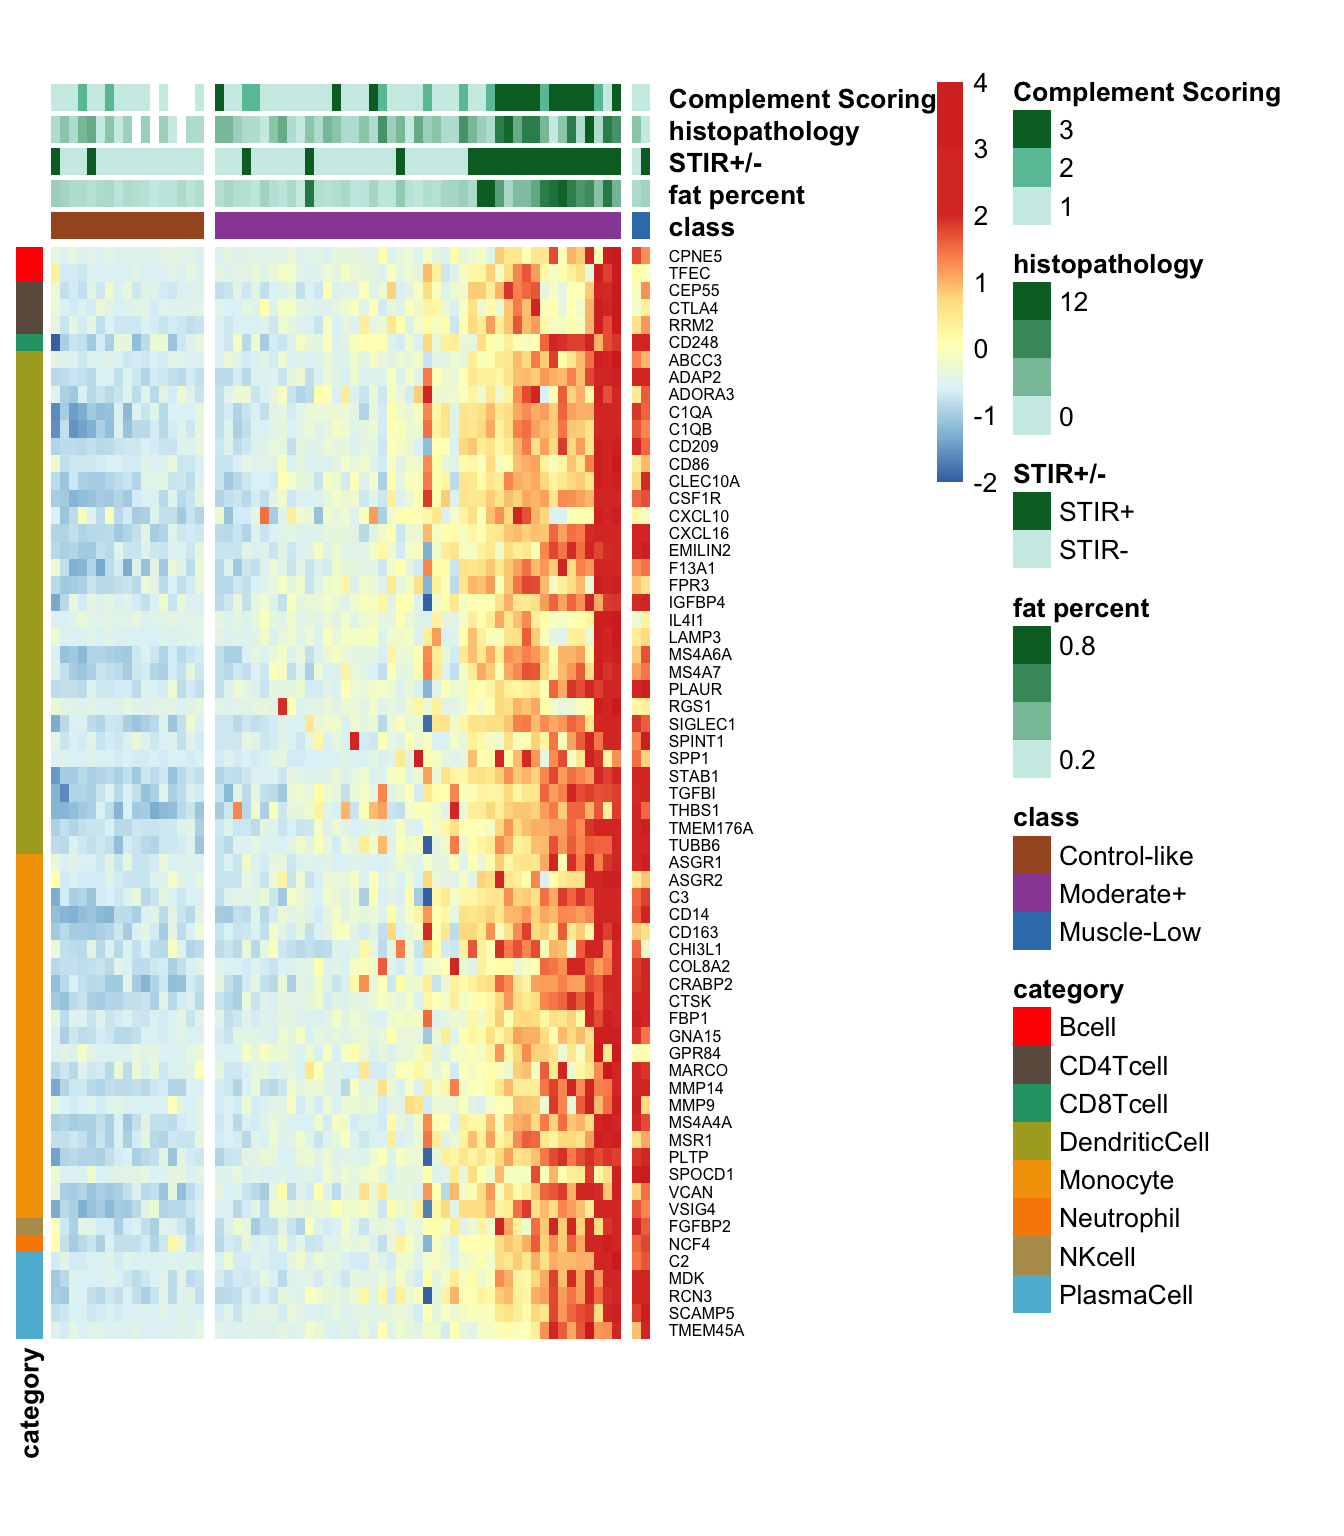 Complement Scoring
histopathology
STIR+/-
fat percent
class
CPNE5
TFEC
CEP55
CTLA4
RRM2
CD248
ABCC3
ADAP2
ADORA3
C1QA
C1QB
CD209
CD86
CLEC10A
CSF1R
CXCL10
CXCL16
EMILIN2
F13A1
FPR3
IGFBP4
IL4I1
LAMP3
MS4A6A
MS4A7
PLAUR
RGS1
SIGLEC1
SPINT1
SPP1
STAB1
TGFBI
THBS1
TMEM176A
TUBB6
ASGR1
ASGR2
C3
CD14
CD163
CHI3L1
COL8A2
CRABP2
CTSK
FBP1
GNA15
GPR84
MARCO
MMP14
MMP9
MS4A4A
MSR1
PLTP
SPOCD1
VCAN
VSIG4
FGFBP2
NCF4
C2
MDK
RCN3
SCAMP5
TMEM45A
category
4
3
2
1
0
-1
-2
Complement Scoring
3
2
1
histopathology
12
0
STIR+/-
STIR+
STIR-
fat percent
0.8
0.2
class
Control-like
Moderate+
Muscle-Low
category
Bcell
CD4Tcell
CD8Tcell
DendriticCell
Monocyte
Neutrophil
NKcell
PlasmaCell